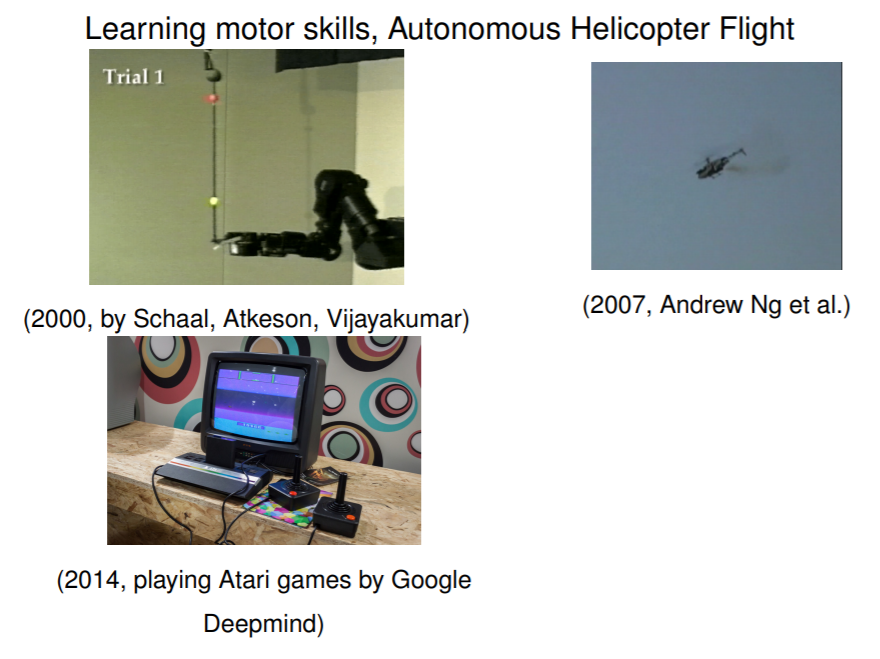 Learning motor skills, Autonomous Helicopter Flight
Trial 1
(2000, by Schaal, Atkeson, Vijayakumar)
(2007, Andrew Ng et al.)
(2014, playing Atari games by Google
Deepmind)